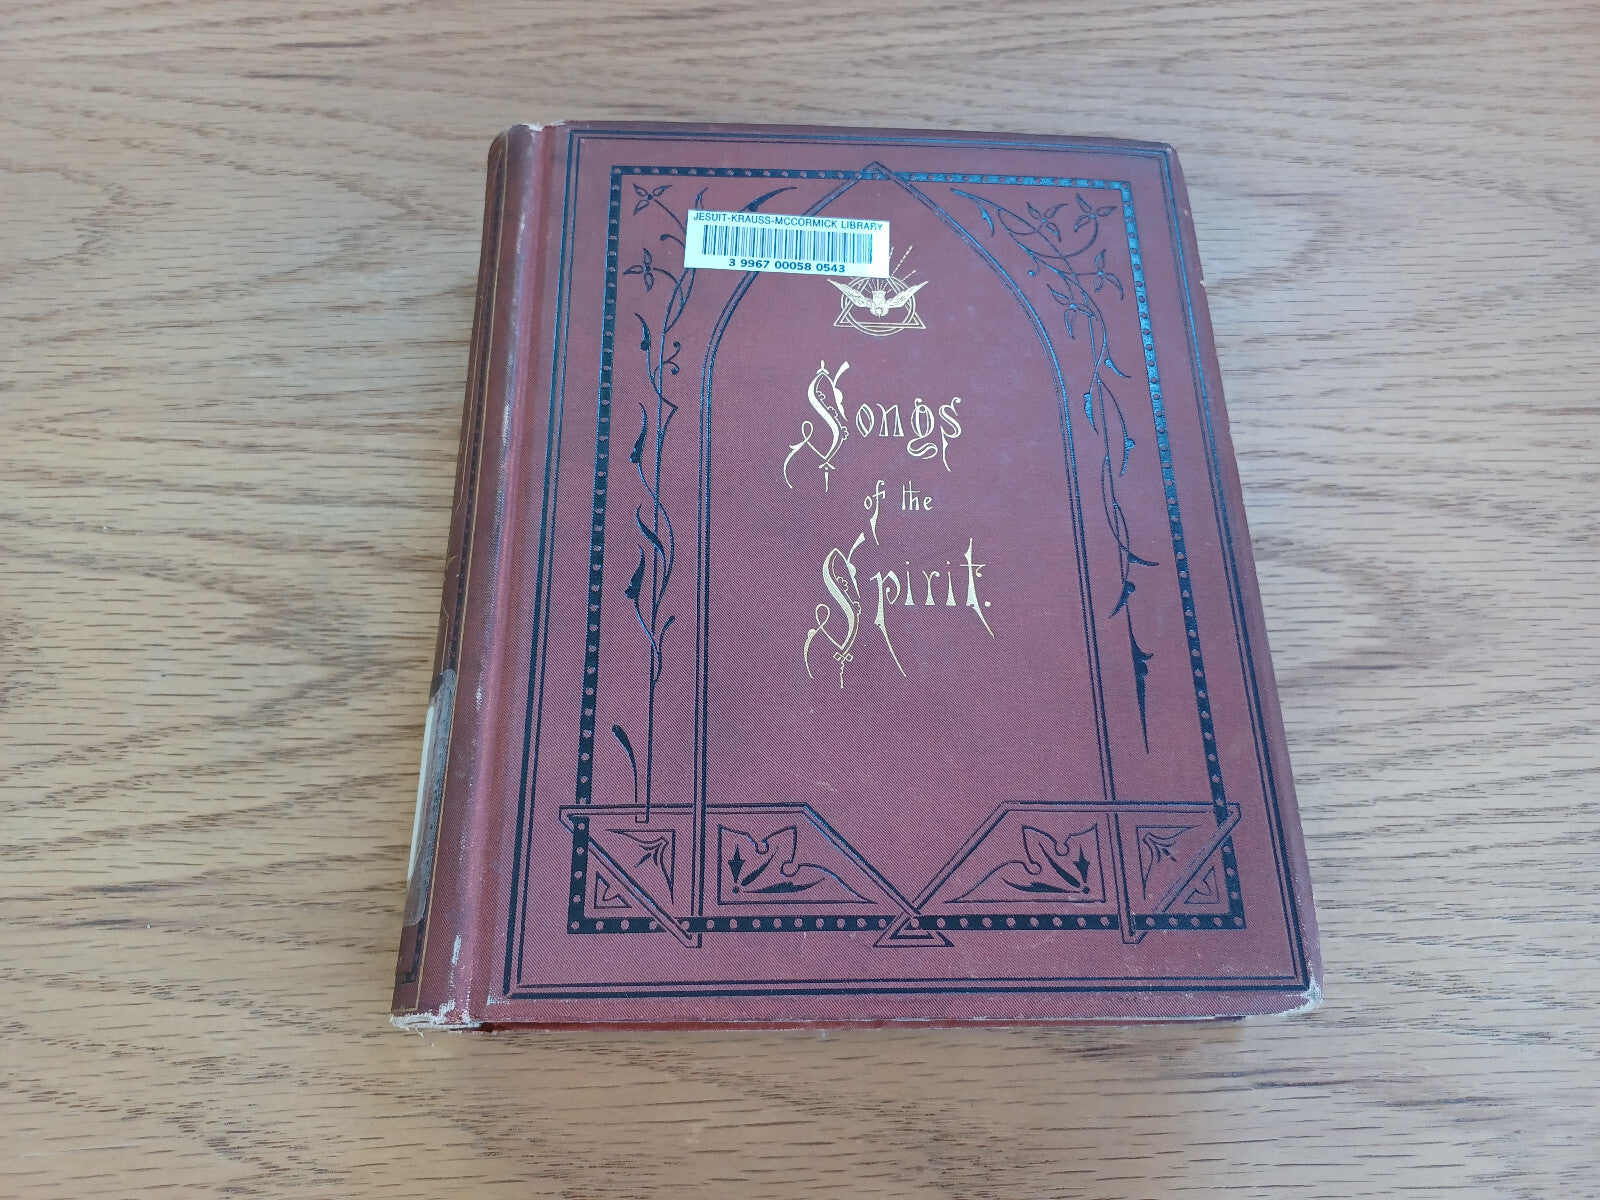 JESUIT-KRAUSS-MCCORMICK LIBRARY
3 9967 00058 0543
Songs
of the
Spirit.